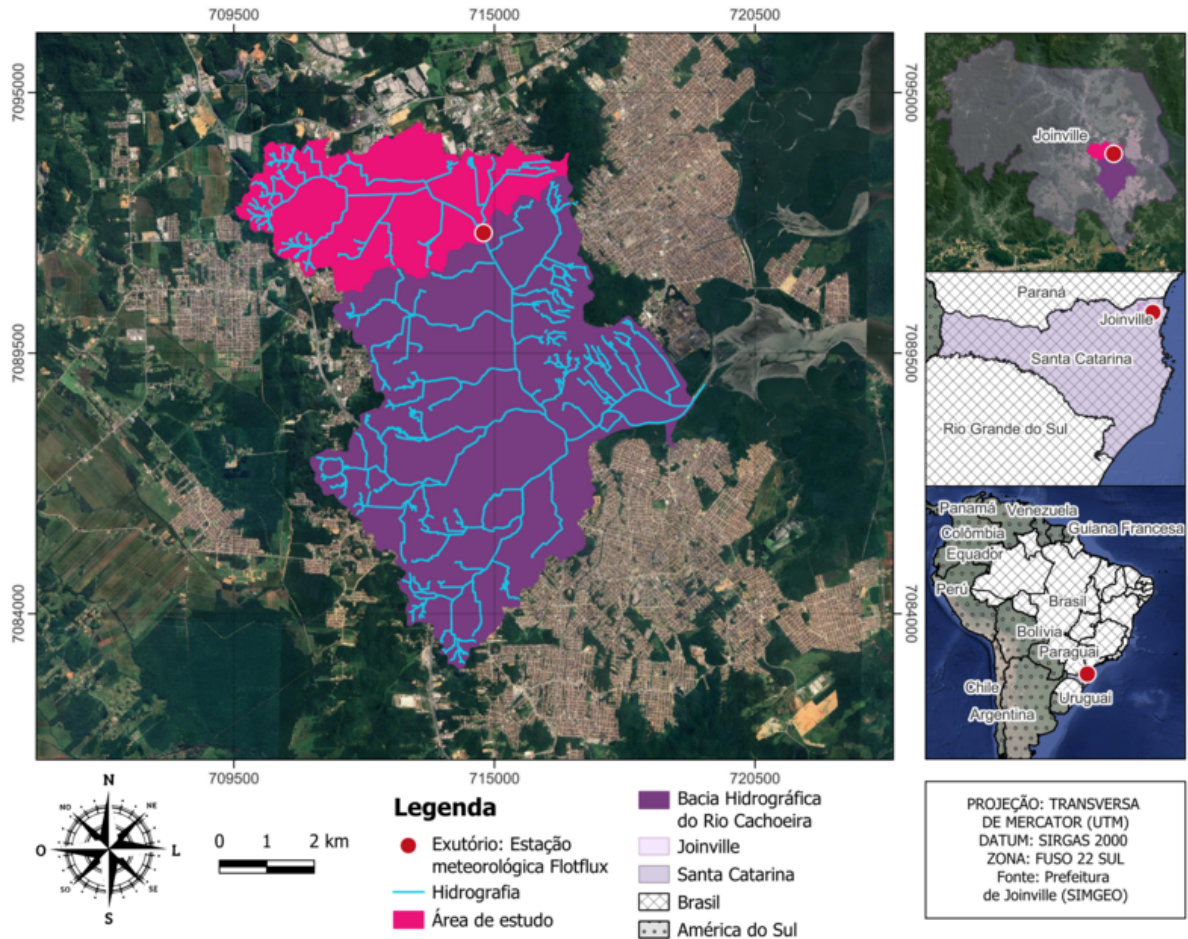 709500 715000 720500
7095000
7095000
7089500
7089500
7084000
7084000
709500 715000 720500
Joinville
Paraná
Joinville
Santa Catarina
Rio Grande do Sul
Panamá
Venezuela
Colômbia
Guiana Francesa
Equador
Perú
Brasil
Bolívia
Paraguai
Chile
Uruguai
Argentina
N
NO
NE
O
L
SO
SE
S
0 1 2 km
Legenda
Exutório: Estação
meteorológica Flotflux
Hidrografia
Área de estudo
Bacia Hidrográfica
do Rio Cachoeira
Joinville
Santa Catarina
Brasil
América do Sul
PROJEÇÃO: TRANSVERSA
DE MERCATOR (UTM)
DATUM: SIRGAS 2000
ZONA: FUSO 22 SUL
Fonte: Prefeitura
de Joinville (SIMGEO)